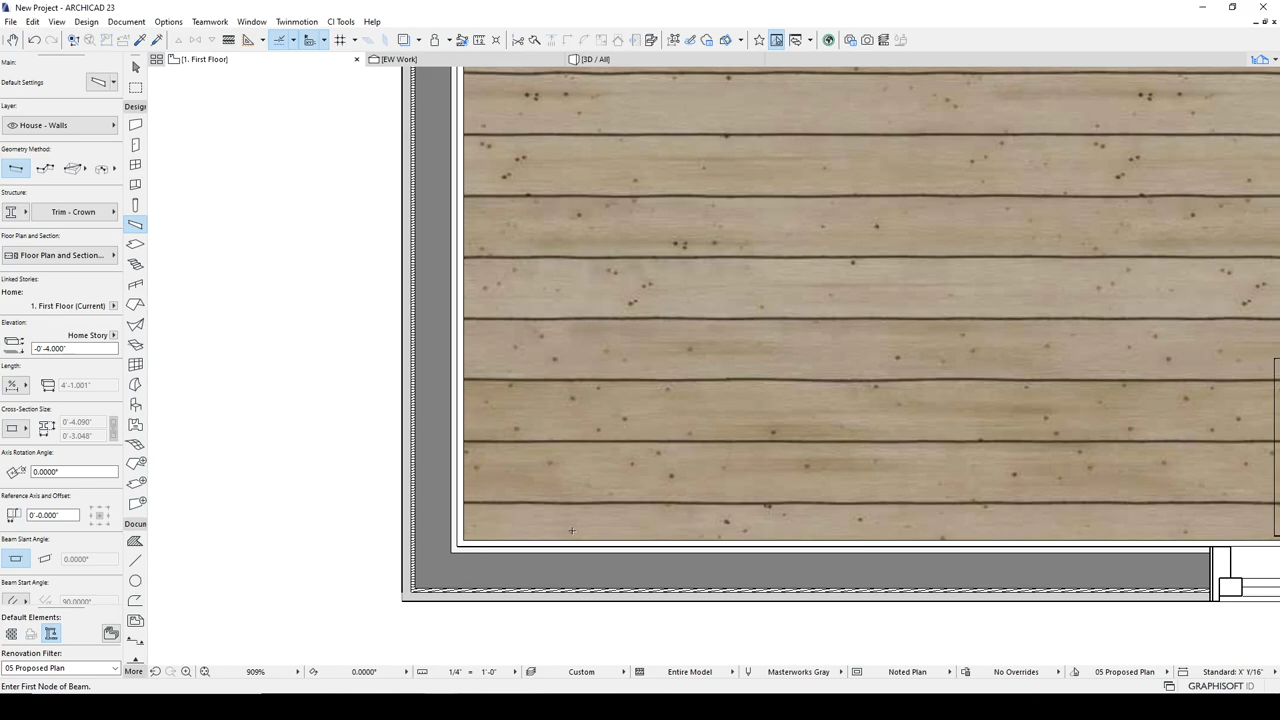 New Project - ARCHICAD 23
File Edit View Design Document Options Teamwork Window Twinmotion CI Tools Help
Main:
[1. First Floor]
[EW Work]
[3D / All]
Default Settings
Layer:
Design
House - Walls
Geometry Method:
Structure:
Trim - Crown
Floor Plan and Section:
Floor Plan and Section...
Linked Stories:
Home:
1. First Floor (Current)
Elevation:
Home Story
-0'-4.000"
Length:
4'-1.001"
Cross-Section Size:
0'-4.090"
0'-3.048"
Axis Rotation Angle:
0.0000°
Reference Axis and Offset:
0'-0.000"
Docun
Beam Slant Angle:
0.0000°
Beam Start Angle:
90.0000°
Default Elements:
Renovation Filter:
05 Proposed Plan
More
909%
0.0000°
1/4" = 1'-0"
Custom
Entire Model
Masterworks Gray
Noted Plan
No Overrides
05 Proposed Plan
Standard: X' Y/16"
Enter First Node of Beam.
GRAPHISOFT ID